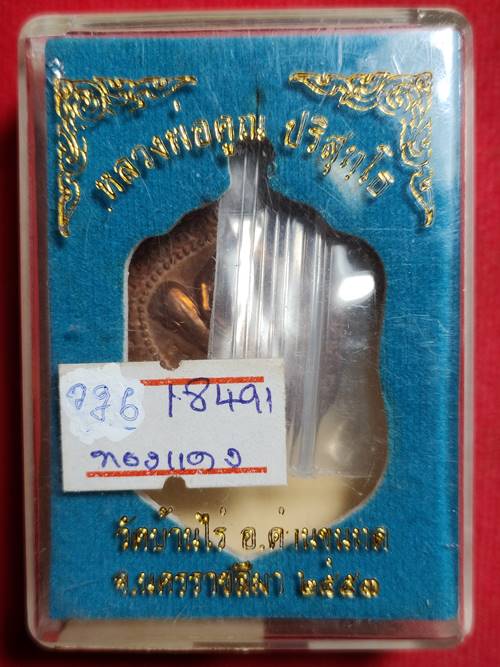 หลวงพ่อคูณ ปริสุทฺโธ
18491
ทองแดง
วัดบ้านไร่ อ.ด่านขุนทด
จ.นครราชสีมา ๒๕๕๓